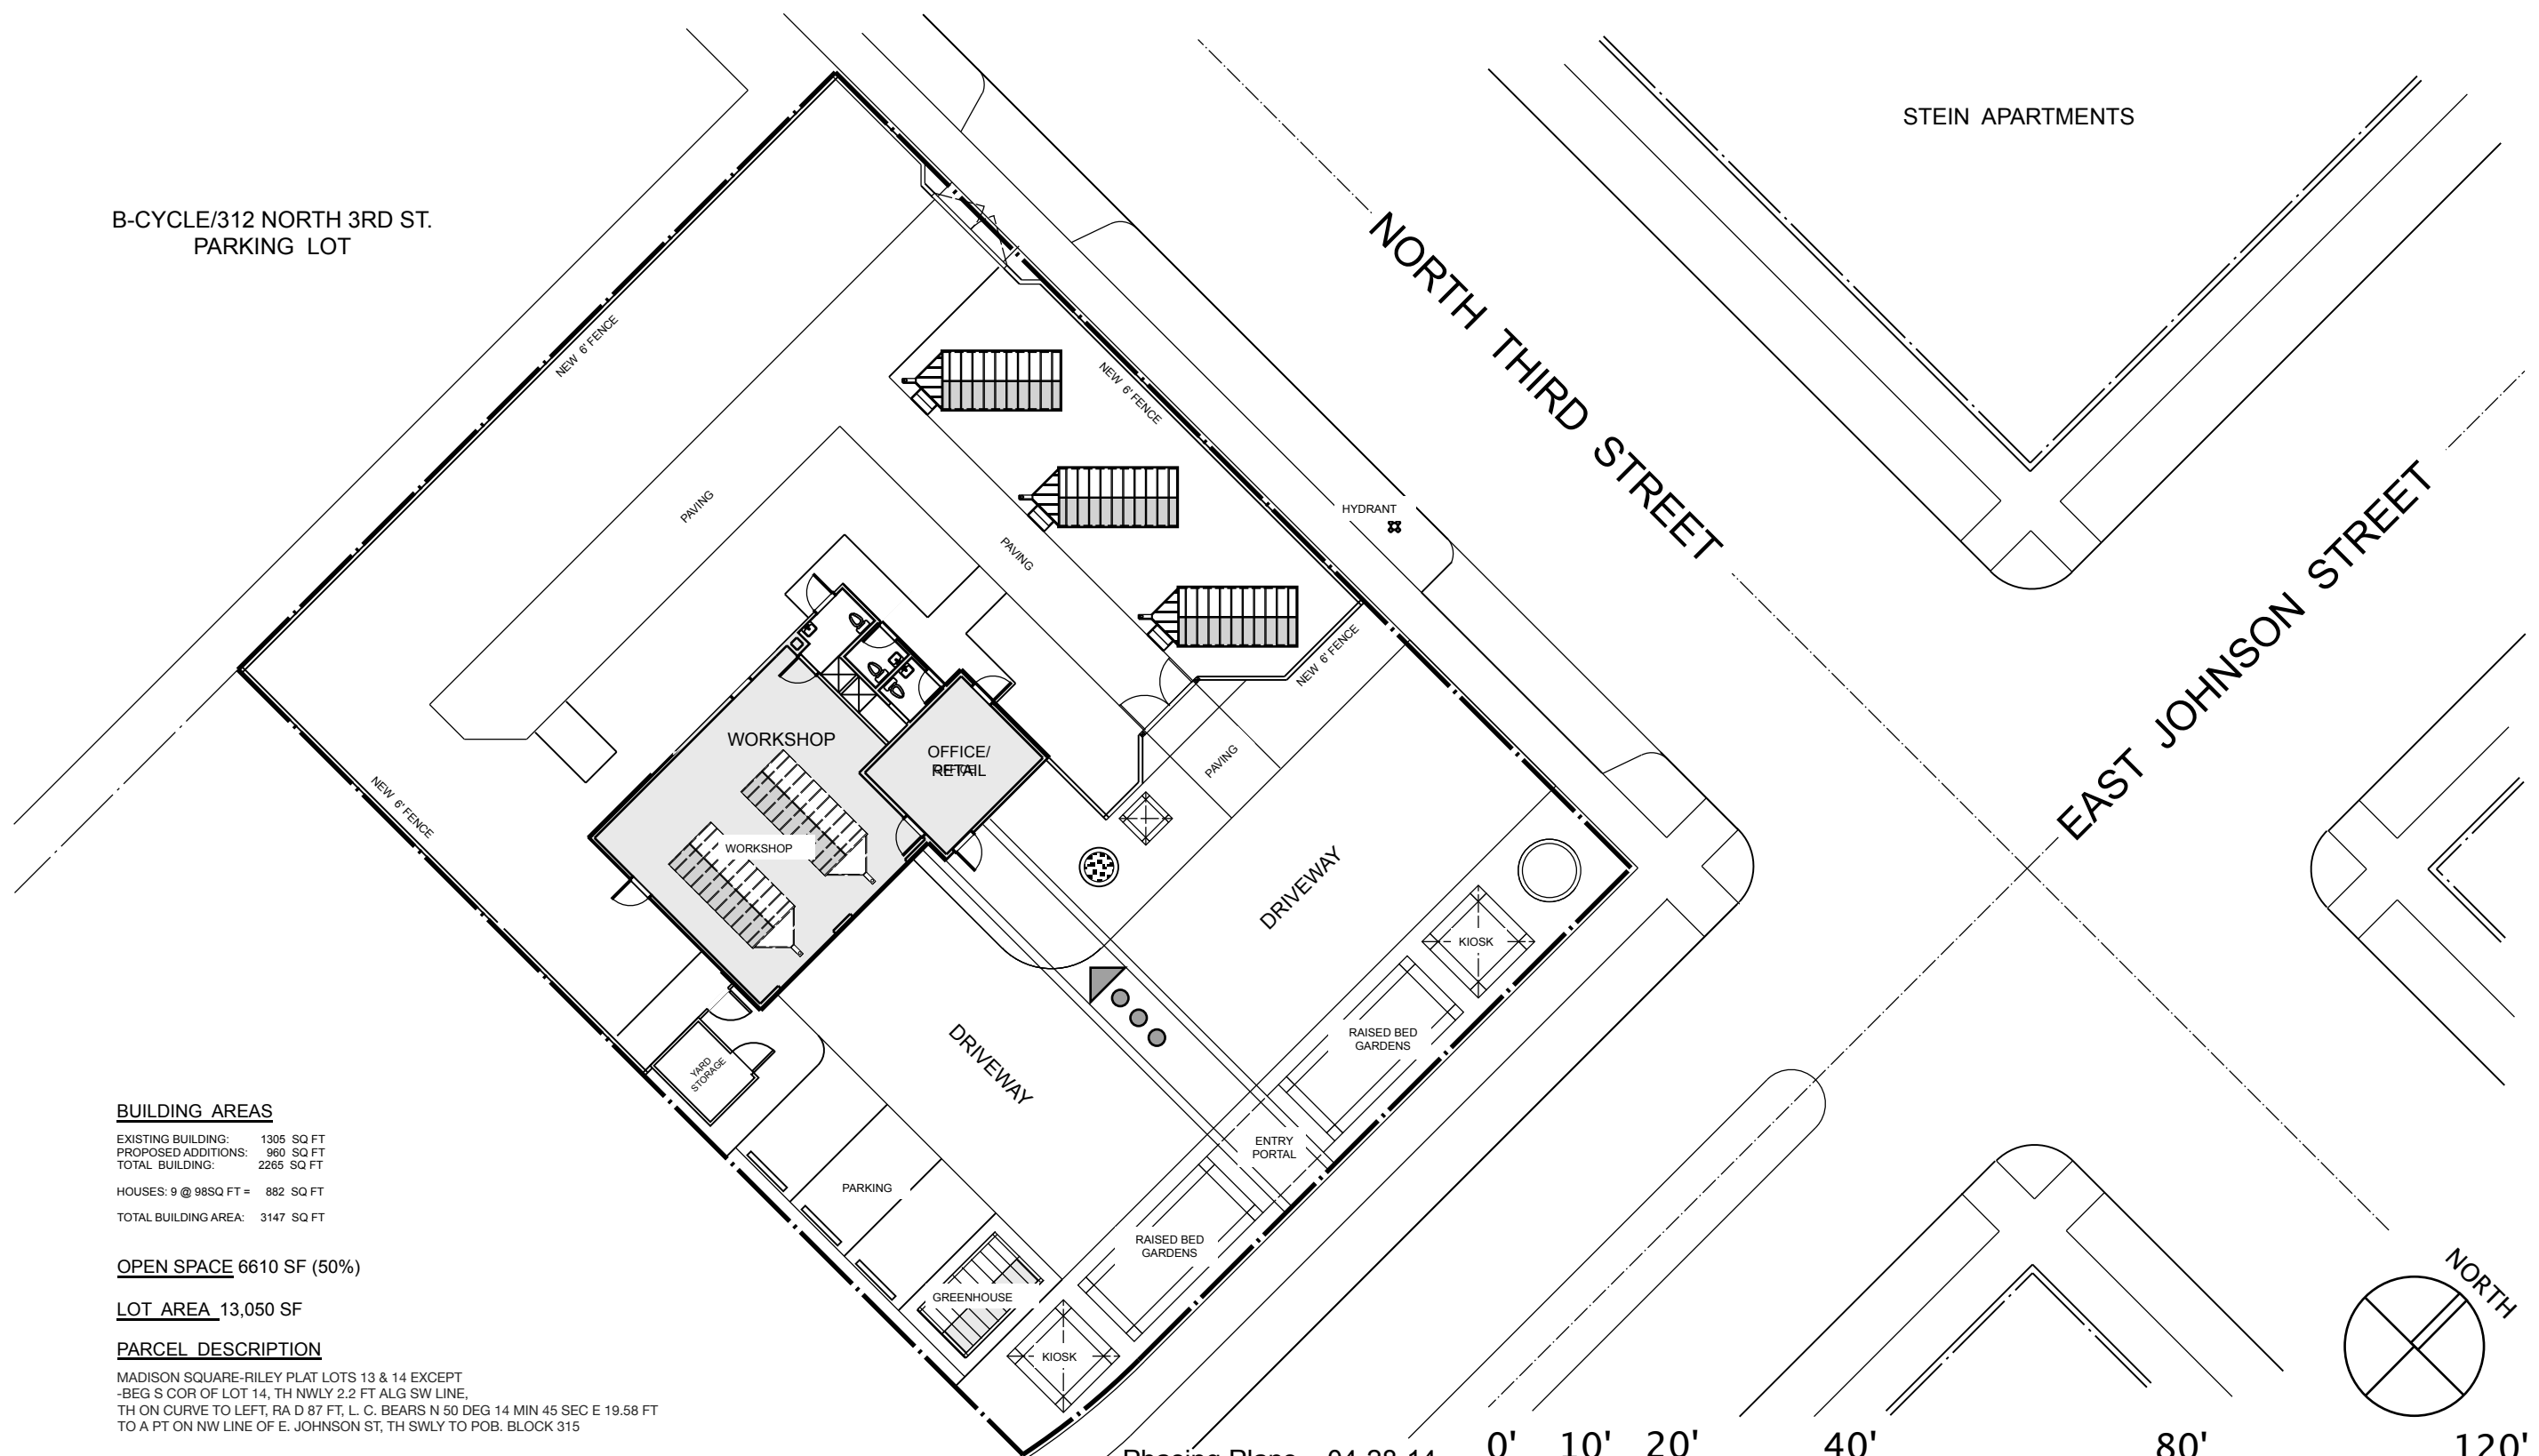 STEIN APARTMENTS
B-CYCLE/312 NORTH 3RD ST.
PARKING LOT
NORTH THIRD STREET
NEW 6' FENCE
NEW 6' FENCE
PAVING
HYDRANT
PAVING
EAST JOHNSON STREET
NEW 6' FENCE
WORKSHOP
OFFICE/
RETAIL
PAVING
NEW 6' FENCE
WORKSHOP
DRIVEWAY
KIOSK
RAISED BED
GARDENS
DRIVEWAY
YARD
STORAGE
ENTRY
PORTAL
PARKING
RAISED BED
GARDENS
GREENHOUSE
KIOSK
BUILDING AREAS
EXISTING BUILDING: 1305 SQ FT
PROPOSED ADDITIONS: 960 SQ FT
TOTAL BUILDING: 2265 SQ FT
HOUSES: 9 @ 98SQ FT = 882 SQ FT
TOTAL BUILDING AREA: 3147 SQ FT
OPEN SPACE 6610 SF (50%)
LOT AREA 13,050 SF
PARCEL DESCRIPTION
MADISON SQUARE-RILEY PLAT LOTS 13 & 14 EXCEPT
-BEG S COR OF LOT 14, TH NWLY 2.2 FT ALG SW LINE,
TH ON CURVE TO LEFT, RA D 87 FT, L. C. BEARS N 50 DEG 14 MIN 45 SEC E 19.58 FT
TO A PT ON NW LINE OF E. JOHNSON ST, TH SWLY TO POB. BLOCK 315
NORTH
Phasing Plans 04-28-14
0' 10' 20' 40' 80' 120'